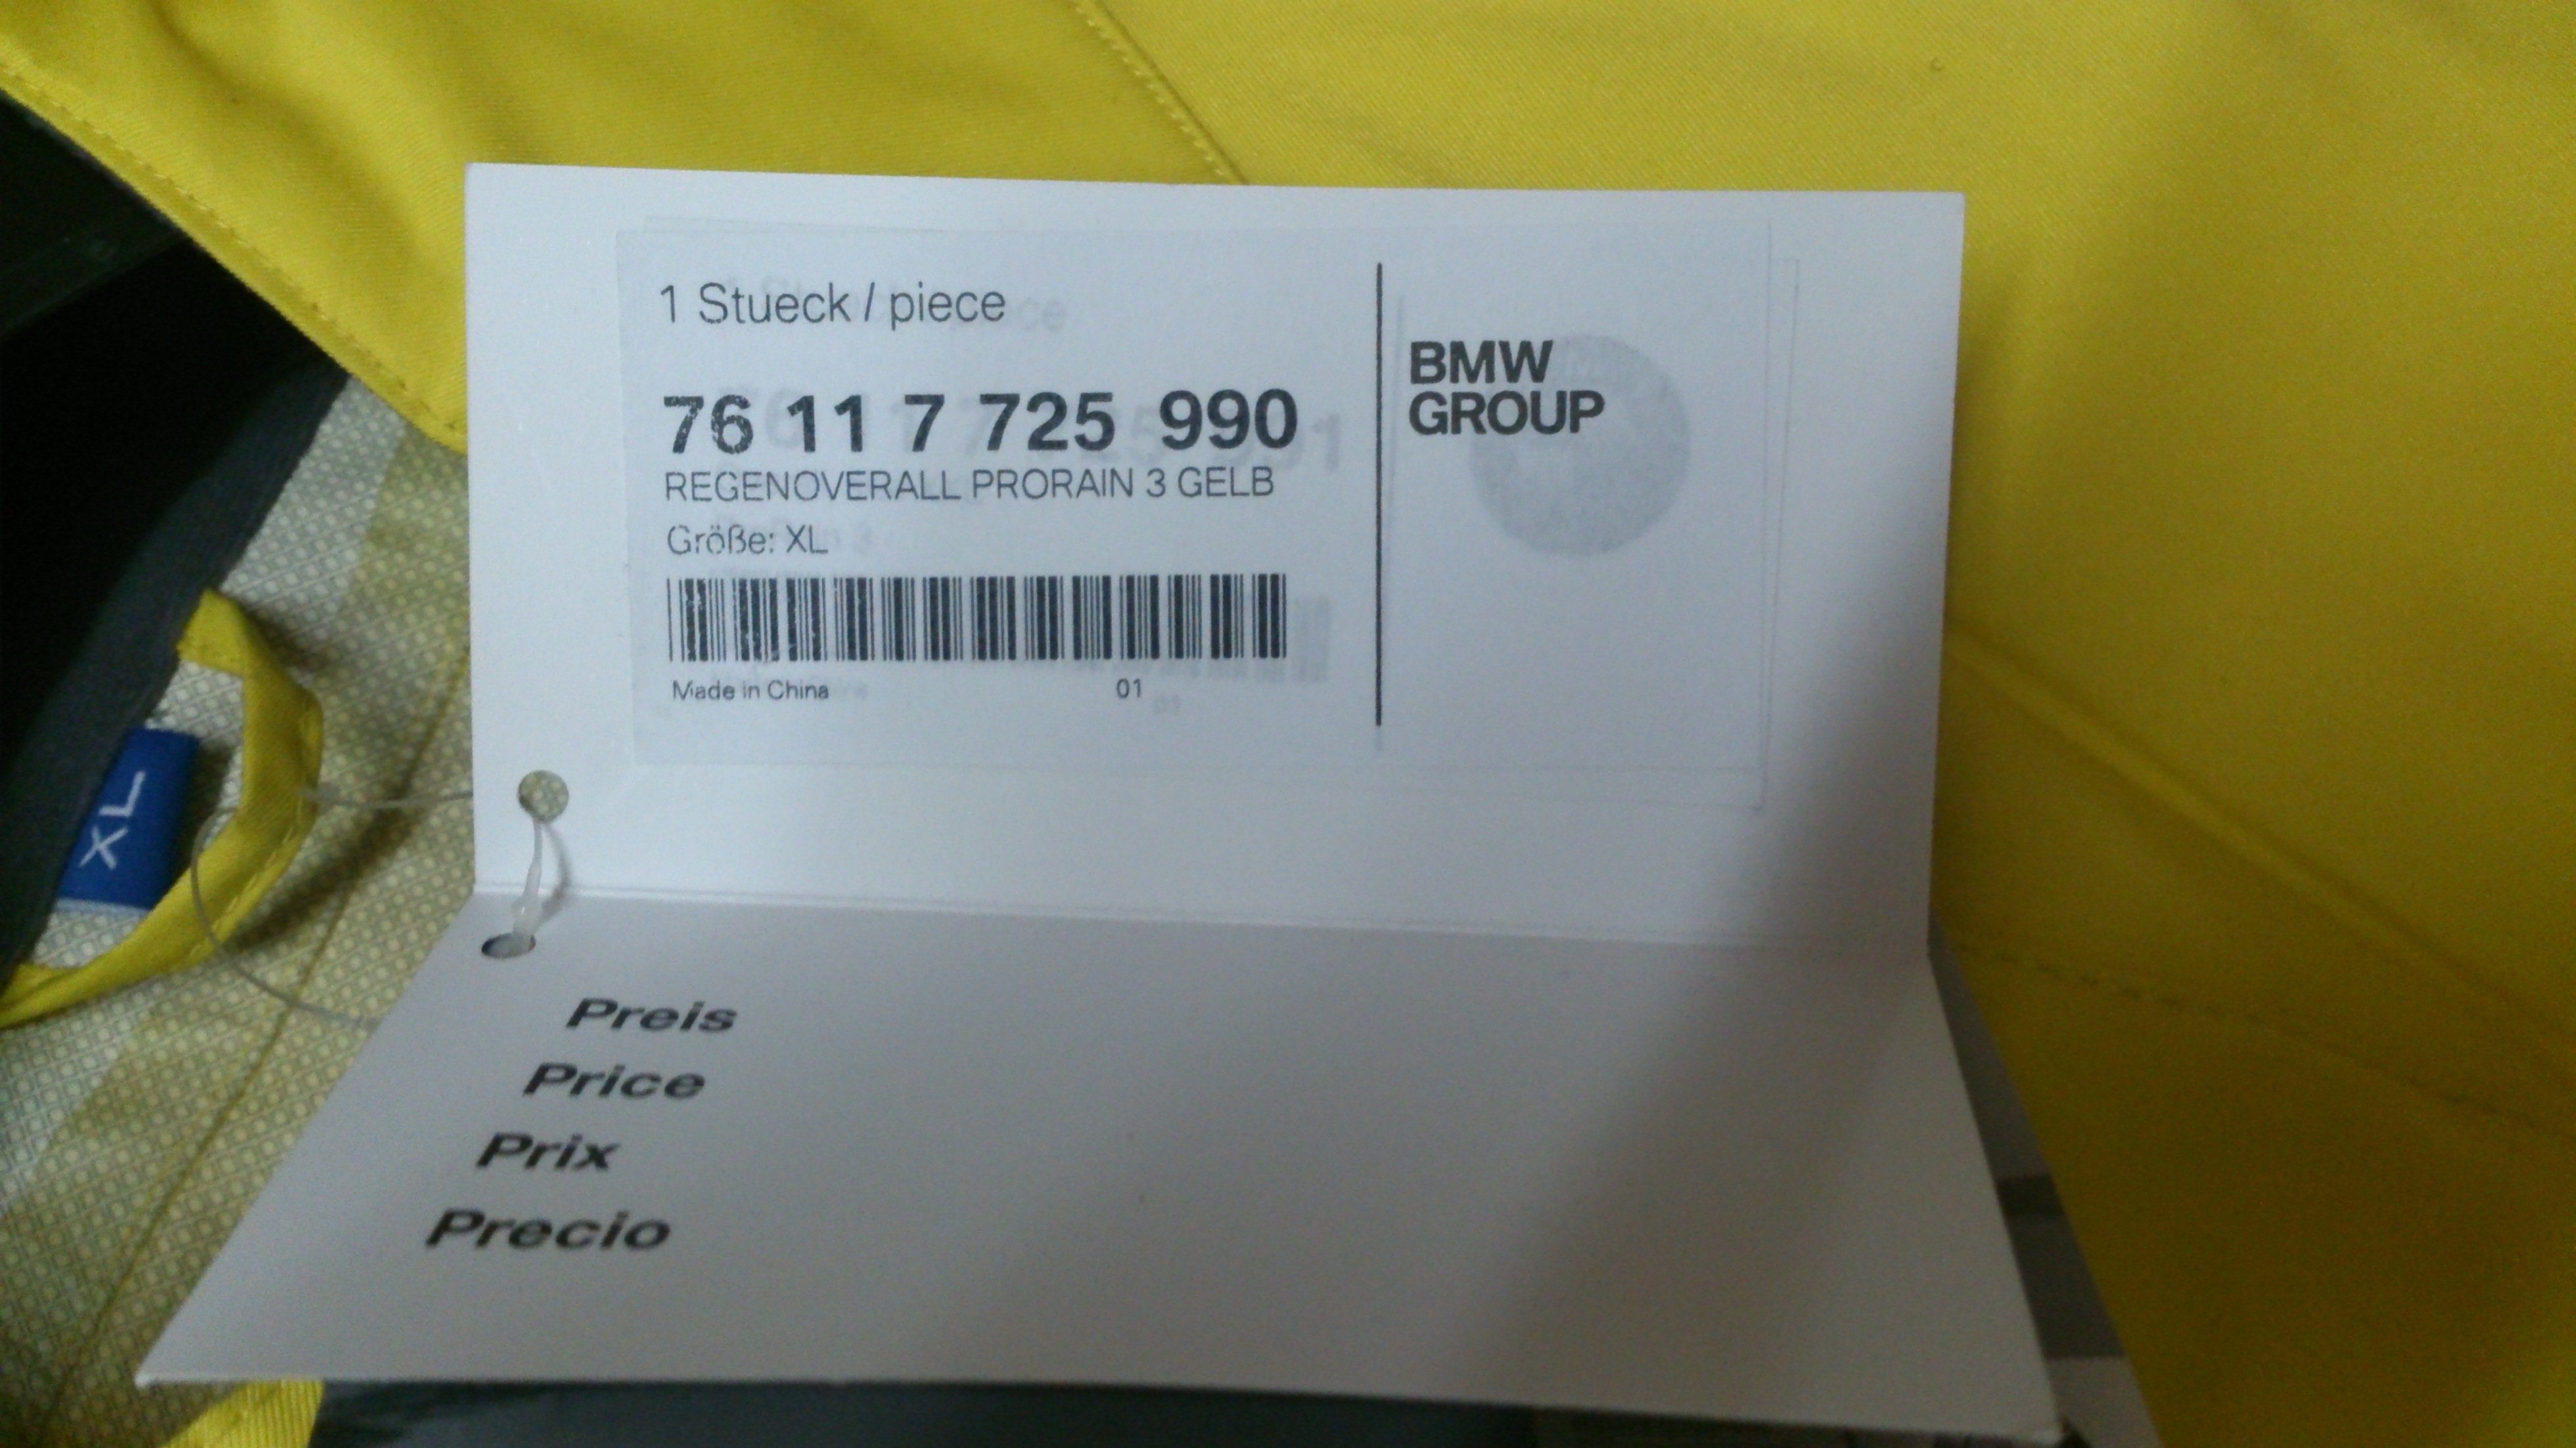 1 Stueck / piece
76 11 7 725 990
REGENOVERALL PRORAIN 3 GELB
Größe: XL
Made in China 01
BMW
GROUP
XL
Preis
Price
Prix
Precio